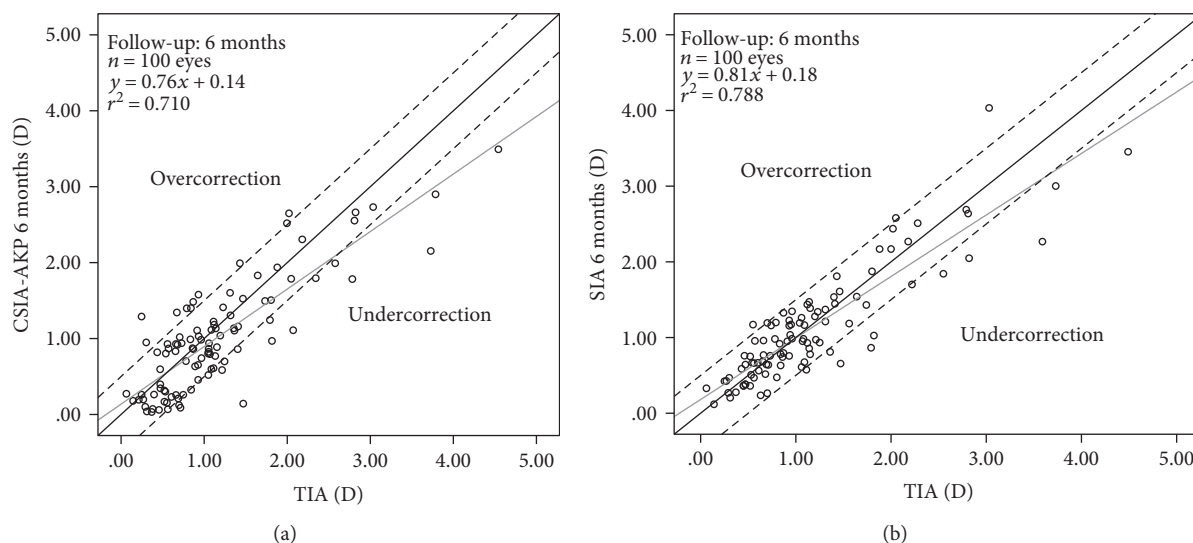 5.00
4.00
3.00
2.00
1.00
.00
CSIA-AKP 6 months (D)
Follow-up: 6 months
n = 100 eyes
y = 0.76x + 0.14
r² = 0.710
Overcorrection
Undercorrection
.00 1.00 2.00 3.00 4.00 5.00
TIA (D)
(a)
5.00
4.00
3.00
2.00
1.00
.00
SIA 6 months (D)
Follow-up: 6 months
n = 100 eyes
y = 0.81x + 0.18
r² = 0.788
Overcorrection
Undercorrection
.00 1.00 2.00 3.00 4.00 5.00
TIA (D)
(b)